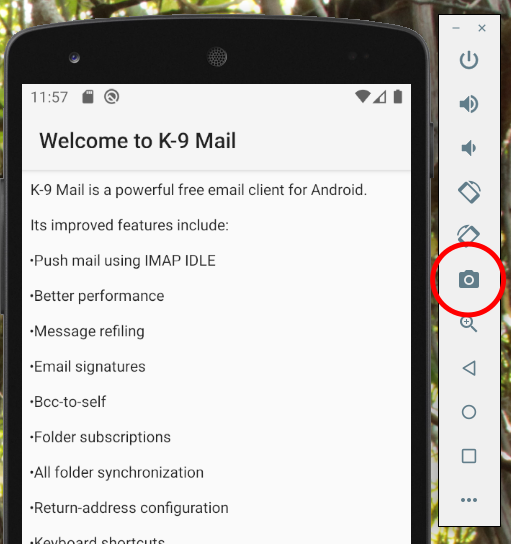 11:57
Welcome to K-9 Mail
K-9 Mail is a powerful free email client for Android.
Its improved features include:
•Push mail using IMAP IDLE
•Better performance
•Message refiling
•Email signatures
•Bcc-to-self
•Folder subscriptions
•All folder synchronization
•Return-address configuration
•Keyboard shortcuts